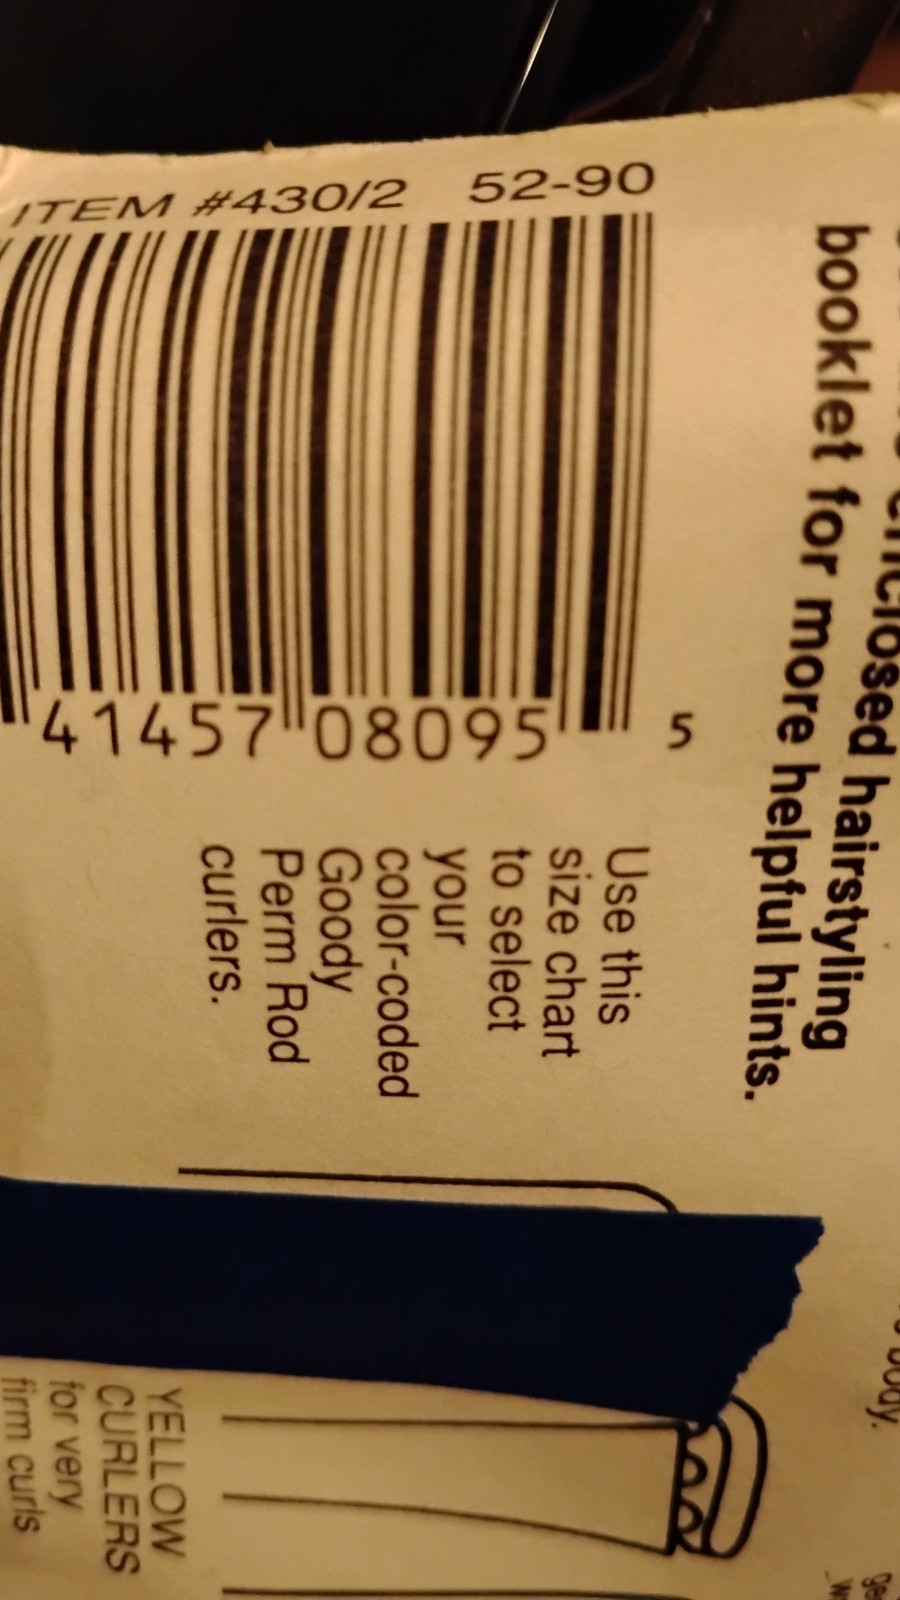 ITEM #430/2 52-90
41457 08095 5
enclosed hairstyling
booklet for more helpful hints.
Use this
size chart
to select
your
color-coded
Goody
Perm Rod
curlers.
YELLOW
CURLERS
for very
firm curls
body.